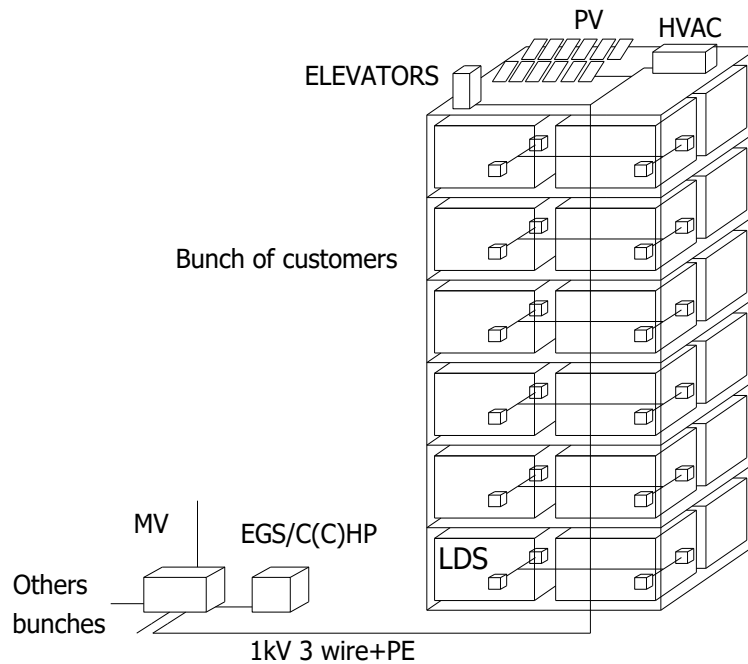 PV
HVAC
ELEVATORS
Bunch of customers
MV
EGS/C(C)HP
LDS
Others
bunches
1kV 3 wire+PE